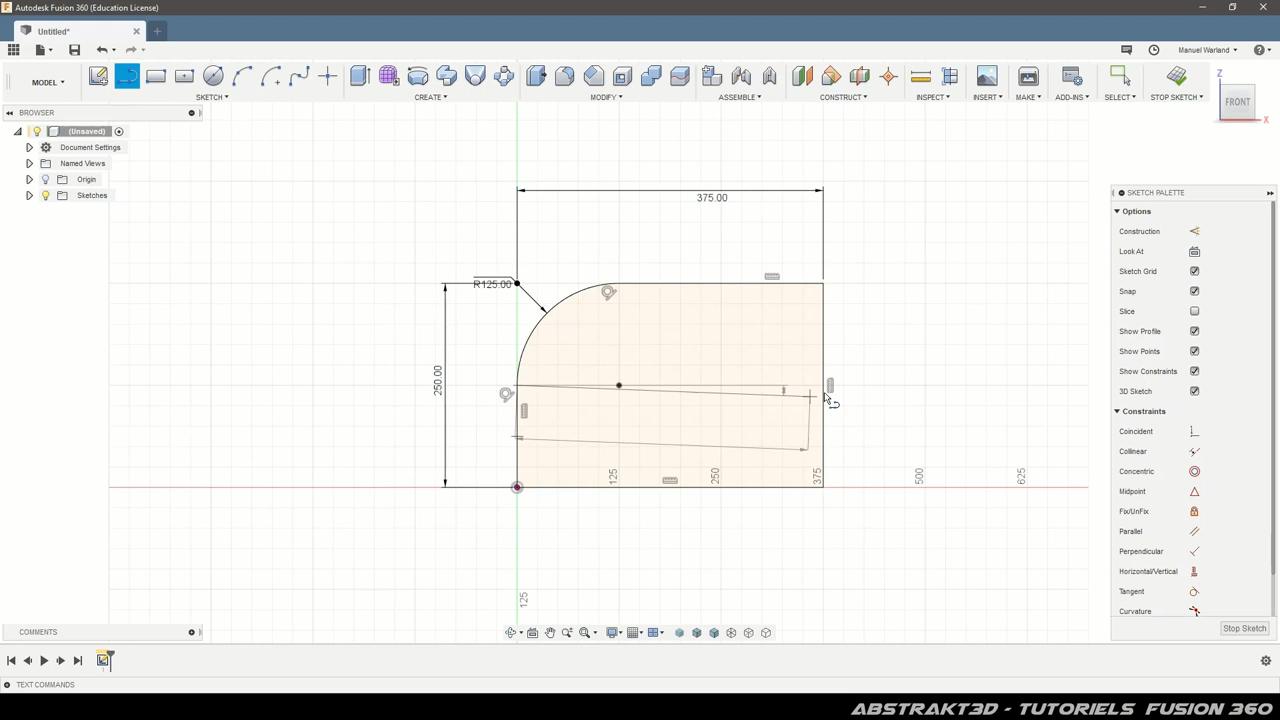 Autodesk Fusion 360 (Education License)
Untitled*
Manuel Warland
MODEL
SKETCH
CREATE
MODIFY
ASSEMBLE
CONSTRUCT
INSPECT
INSERT
MAKE
ADD-INS
SELECT
STOP SKETCH
Z
FRONT
X
BROWSER
(Unsaved)
Document Settings
Named Views
Origin
Sketches
375.00
R125.00
250.00
125
250
375
500
625
125
SKETCH PALETTE
Options
Construction
Look At
Sketch Grid
Snap
Slice
Show Profile
Show Points
Show Constraints
3D Sketch
Constraints
Coincident
Collinear
Concentric
Midpoint
Fix/UnFix
Parallel
Perpendicular
Horizontal/Vertical
Tangent
Curvature
Stop Sketch
COMMENTS
TEXT COMMANDS
ABSTRAKT3D - TUTORIELS FUSION 360